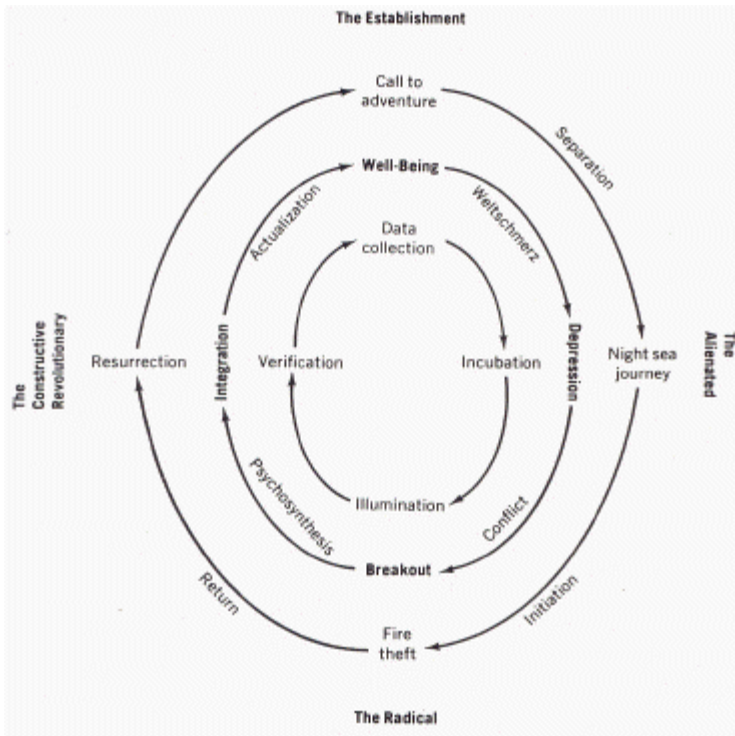 The Establishment
Call to
adventure
Separation
Well-Being
Actualization
Weltschmerz
Data
collection
The
Constructive
Revolutionary
Resurrection
Integration
Verification
Incubation
Depression
Night sea
journey
The
Alienated
Psychosynthesis
Illumination
Conflict
Breakout
Return
Initiation
Fire
theft
The Radical